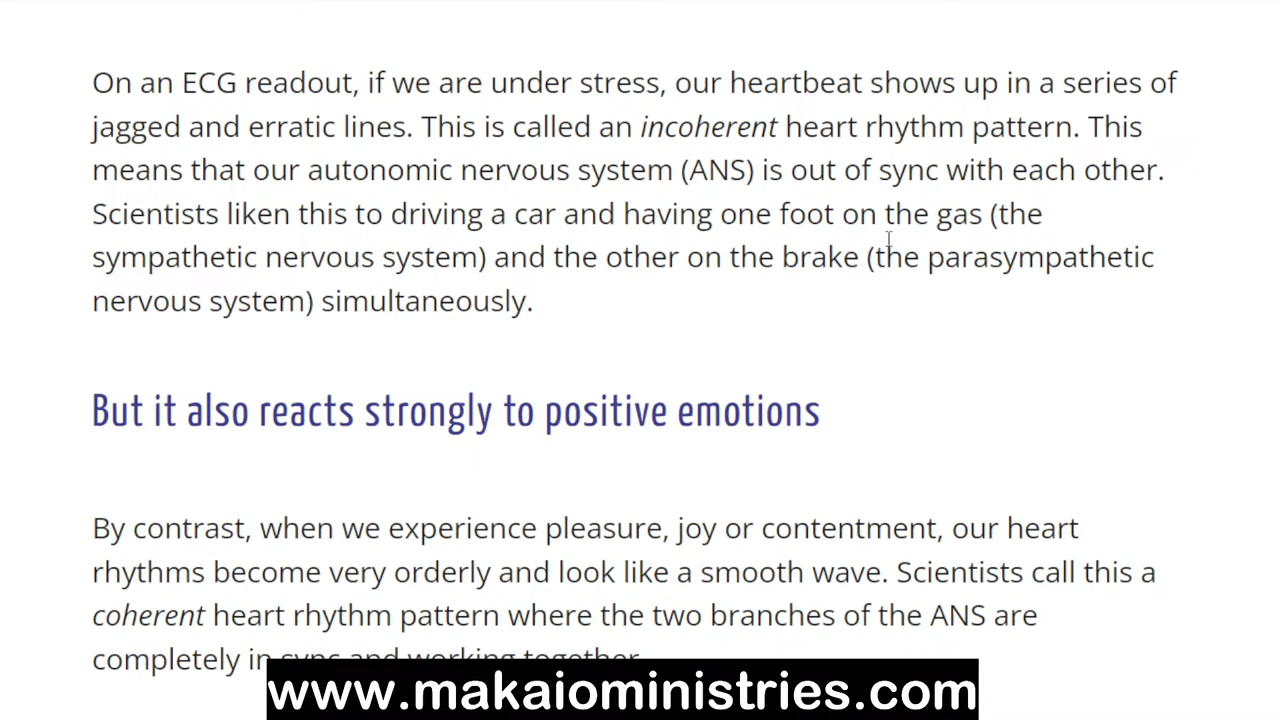 On an ECG readout, if we are under stress, our heartbeat shows up in a series of
jagged and erratic lines. This is called an incoherent heart rhythm pattern. This
means that our autonomic nervous system (ANS) is out of sync with each other.
Scientists liken this to driving a car and having one foot on the gas (the
sympathetic nervous system) and the other on the brake (the parasympathetic
nervous system) simultaneously.
But it also reacts strongly to positive emotions
By contrast, when we experience pleasure, joy or contentment, our heart
rhythms become very orderly and look like a smooth wave. Scientists call this a
coherent heart rhythm pattern where the two branches of the ANS are
completely in sync and working together.
www.makaiominištries.com